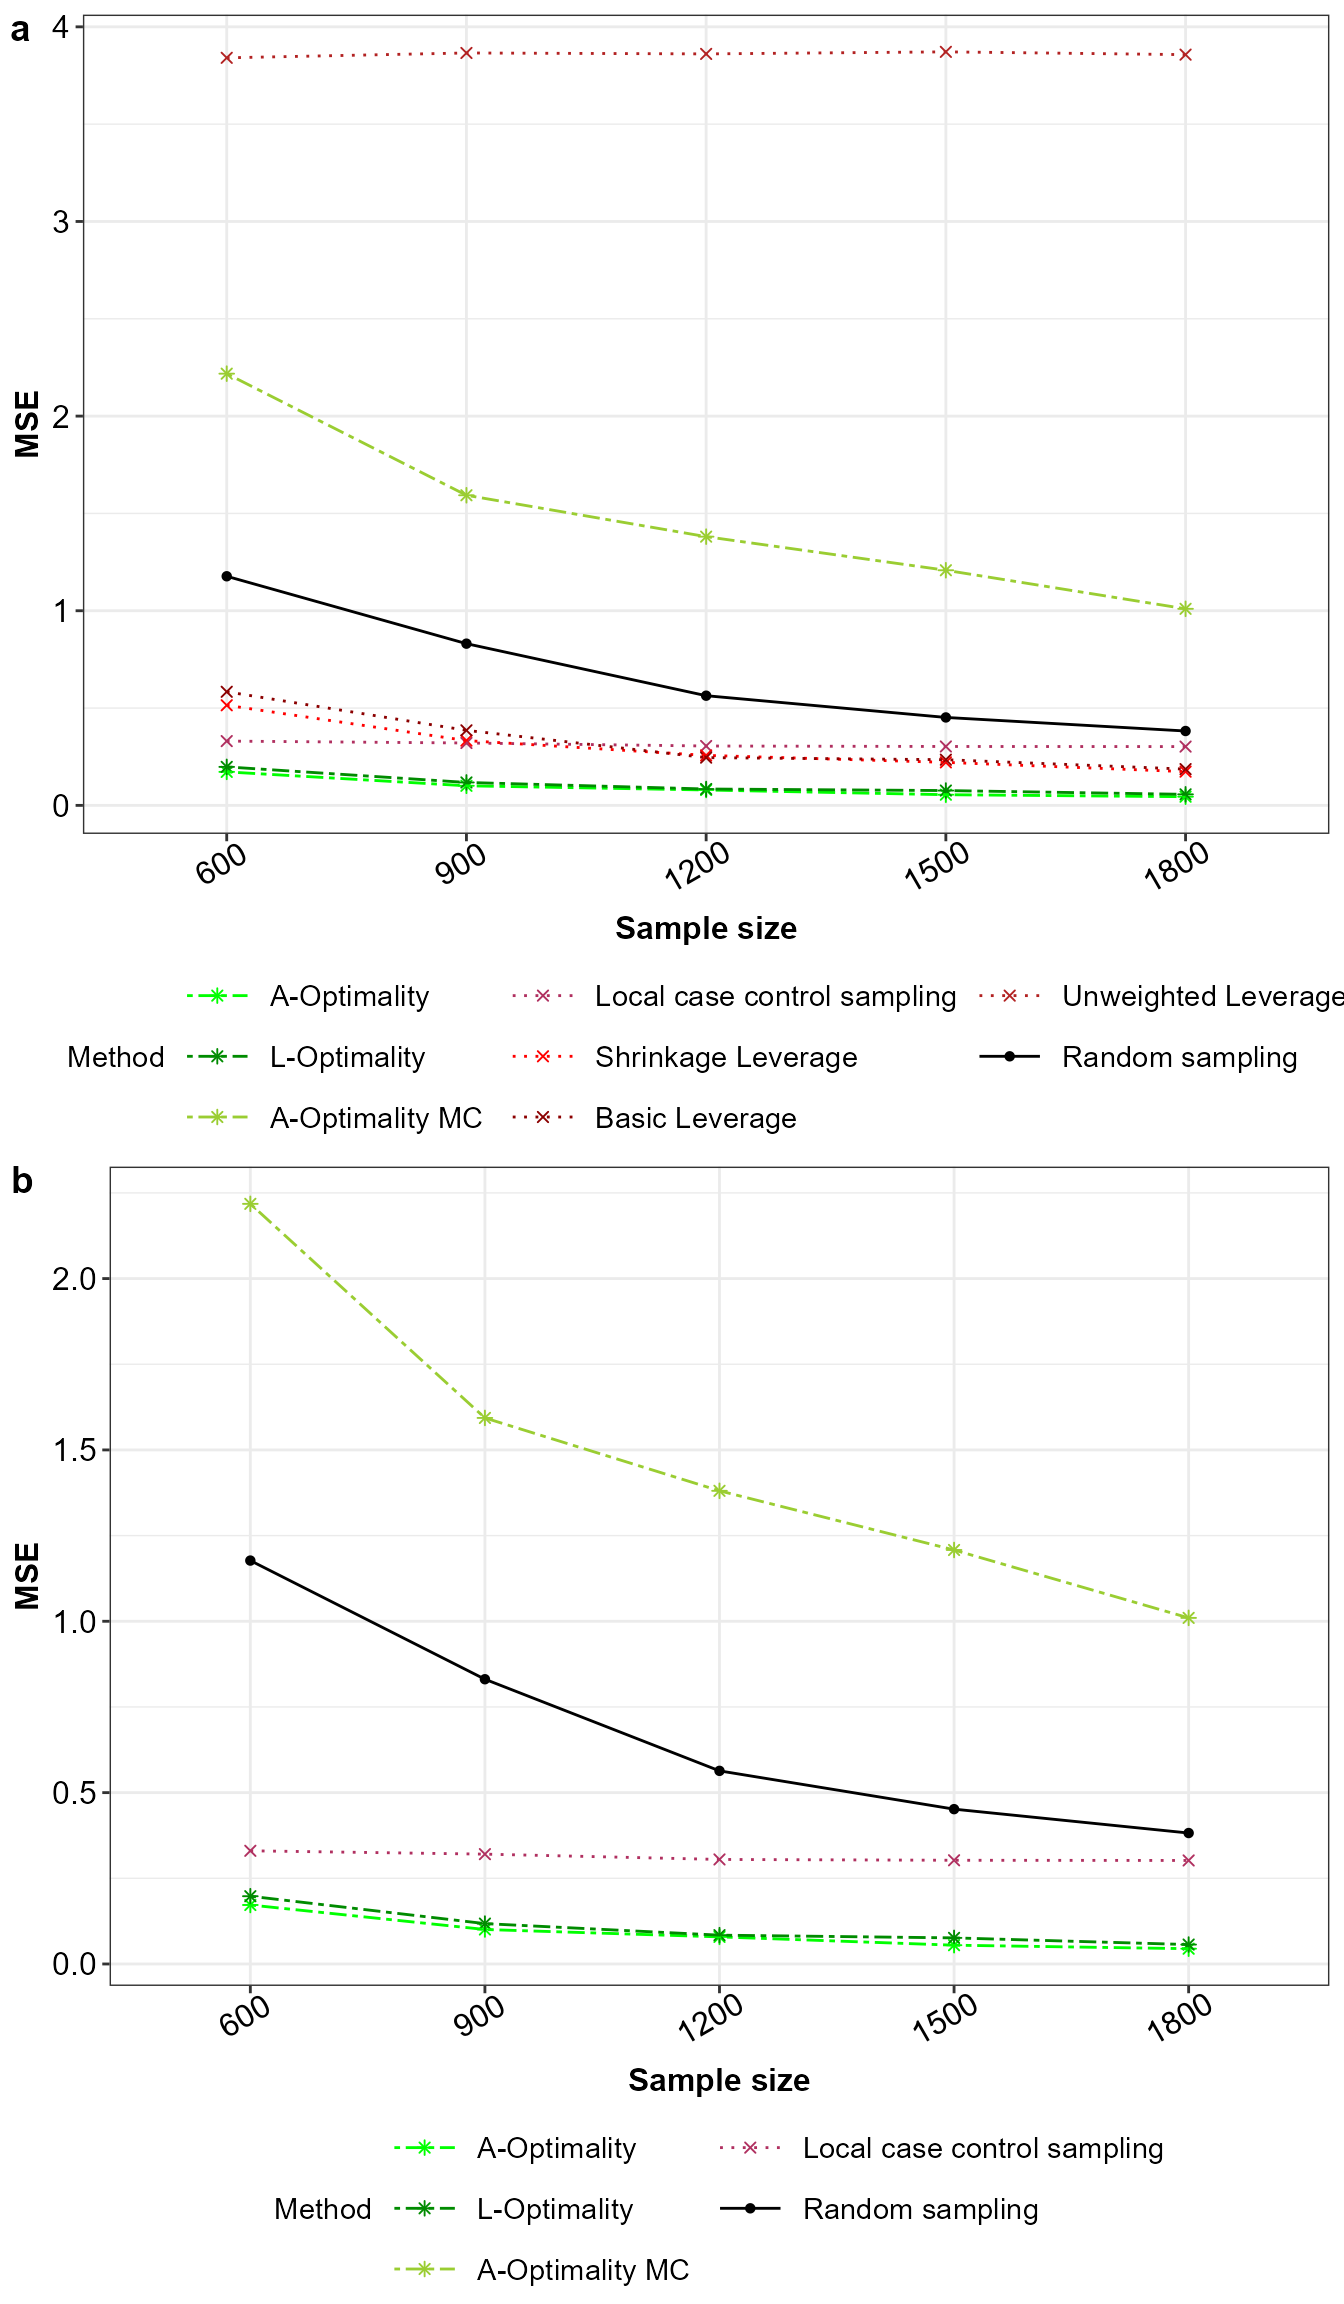 a
4
3
2
1
0
MSE
600 900 1200 1500 1800
Sample size
Method
A-Optimality
L-Optimality
A-Optimality MC
Local case control sampling
Shrinkage Leverage
Basic Leverage
Unweighted Leverage
Random sampling
b
2.0
1.5
1.0
0.5
0.0
MSE
600 900 1200 1500 1800
Sample size
Method
A-Optimality
L-Optimality
A-Optimality MC
Local case control sampling
Random sampling